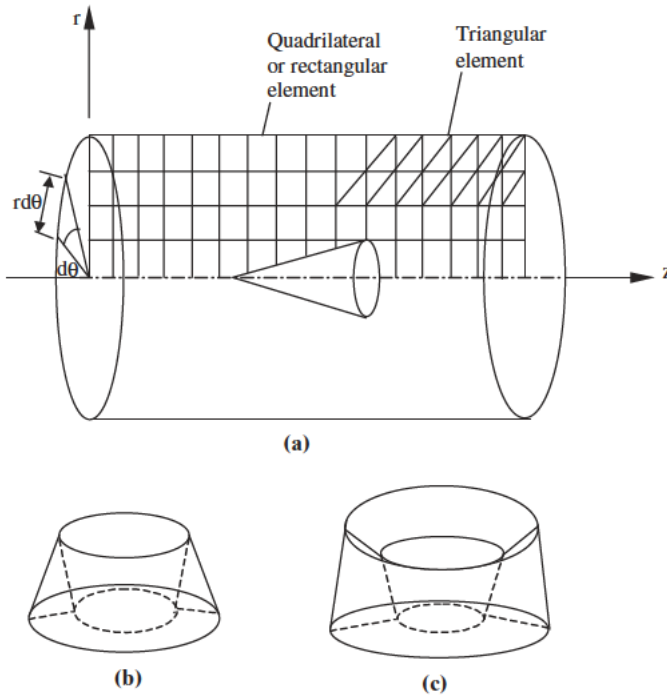 r
Quadrilateral
or rectangular
element
Triangular
element
rdθ
dθ
z
(a)
(b)
(c)